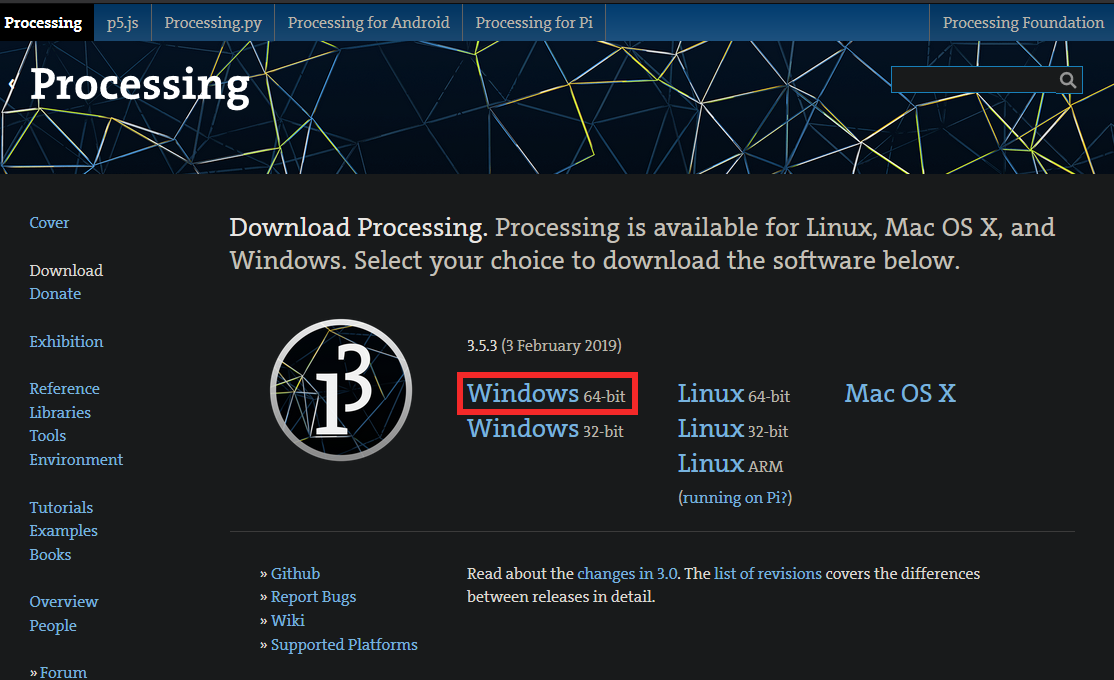 Processing
p5.js
Processing.py
Processing for Android
Processing for Pi
Processing Foundation
Processing
Cover
Download
Donate
Exhibition
Reference
Libraries
Tools
Environment
Tutorials
Examples
Books
Overview
People
» Forum
Download Processing. Processing is available for Linux, Mac OS X, and
Windows. Select your choice to download the software below.
3
3.5.3 (3 February 2019)
Windows 64-bit
Windows 32-bit
Linux 64-bit
Linux 32-bit
Linux ARM
(running on Pi?)
Mac OS X
» Github
» Report Bugs
» Wiki
» Supported Platforms
Read about the changes in 3.0. The list of revisions covers the differences
between releases in detail.